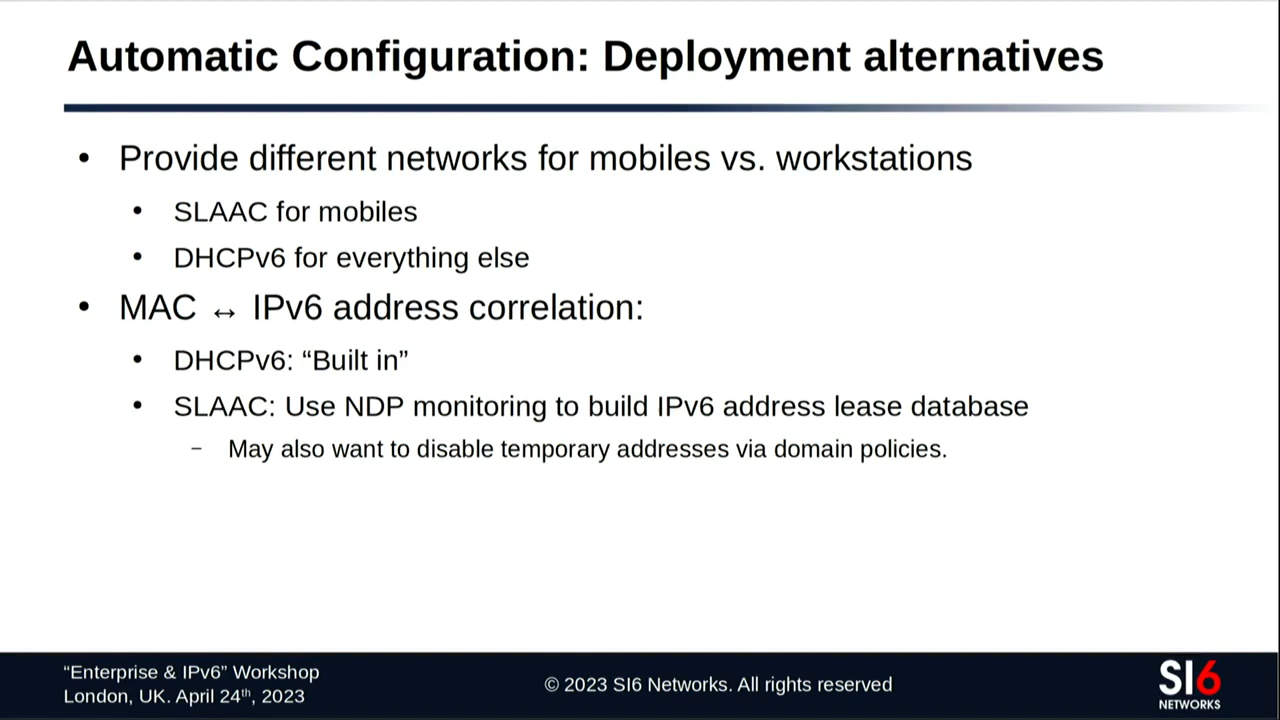 Automatic Configuration: Deployment alternatives
• Provide different networks for mobiles vs. workstations
• SLAAC for mobiles
• DHCPv6 for everything else
• MAC ↔ IPv6 address correlation:
• DHCPv6: “Built in”
• SLAAC: Use NDP monitoring to build IPv6 address lease database
– May also want to disable temporary addresses via domain policies.
“Enterprise & IPv6” Workshop
London, UK. April 24th, 2023
© 2023 SI6 Networks. All rights reserved
SI6
NETWORKS